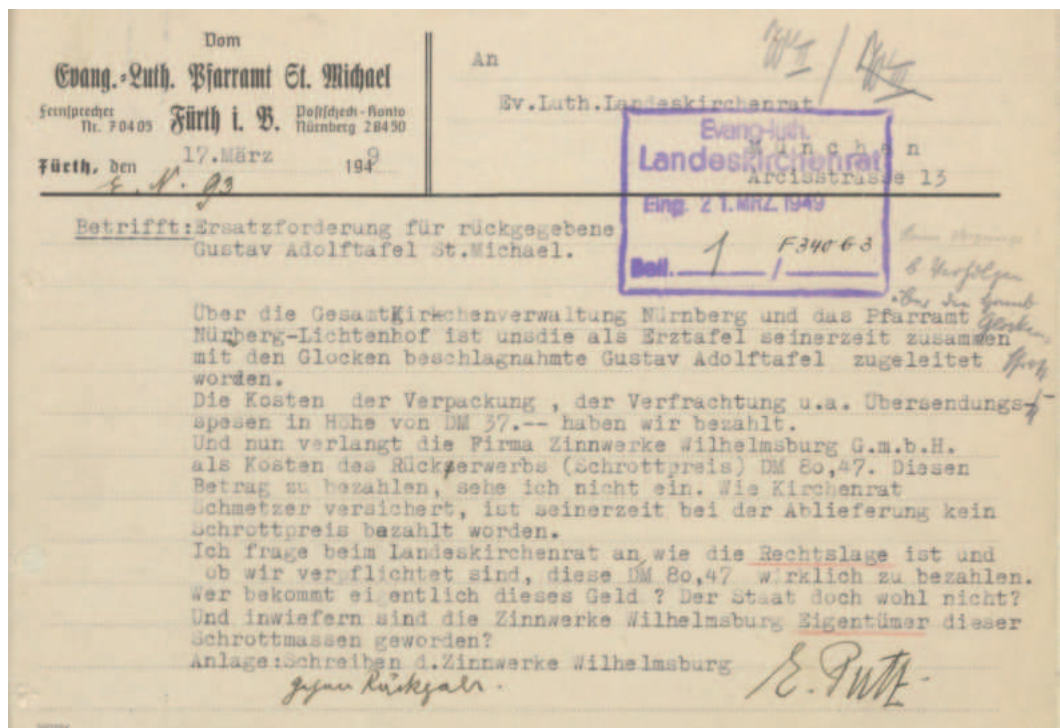 Vom
Evang.-Luth. Pfarramt St. Michael
Fernsprecher Nr. 70405
Fürth i. B.
Postscheck-Konto Nürnberg 28450
Fürth, den 17.März 1949
E. N. 93
An
Ev.Luth.Landeskirchenrat
München
Arcisstrasse 13
Evang-luth.
Landeskirchenrat
Eing. 21.MRZ.1949
Beil. 1 / F 340 G 3
Betrifft:Ersatzforderung für rückgegebene
Gustav Adolftafel St.Michael.
Über die GesamtKirkchenverwaltung Nürnberg und das Pfarramt
Nürberg-Lichtenhof ist unsdie als Erztafel seinerzeit zusammen
mit den Glocken beschlagnahmte Gustav Adolftafel zugeleitet
worden.
Die Kosten der Verpackung , der Verfrachtung u.a. Übersendungs-
spesen in Höhe von DM 37.-- haben wir bezahlt.
Und nun verlangt die Firma Zinnwerke Wilhelmsburg G.m.b.H.
als Kosten des Rückerwerbs (Schrottpreis) DM 80,47. Diesen
Betrag zu bezahlen, sehe ich nicht ein. Wie Kirchenrat
Schmetzer versichert, ist seinerzeit bei der Ablieferung kein
Schrottpreis bezahlt worden.
Ich frage beim Landeskirchenrat an wie die Rechtslage ist und
ob wir verpflichtet sind, diese DM 80,47 wirklich zu bezahlen.
Wer bekommt eigentlich dieses Geld ? Der Staat doch wohl nicht?
Und inwiefern sind die Zinnwerke Wilhelmsburg Eigentümer dieser
Schrottmassen geworden?
Anlage:Schreiben d.Zinnwerke Wilhelmsburg
gegen Rückgabe.
E. Putz.